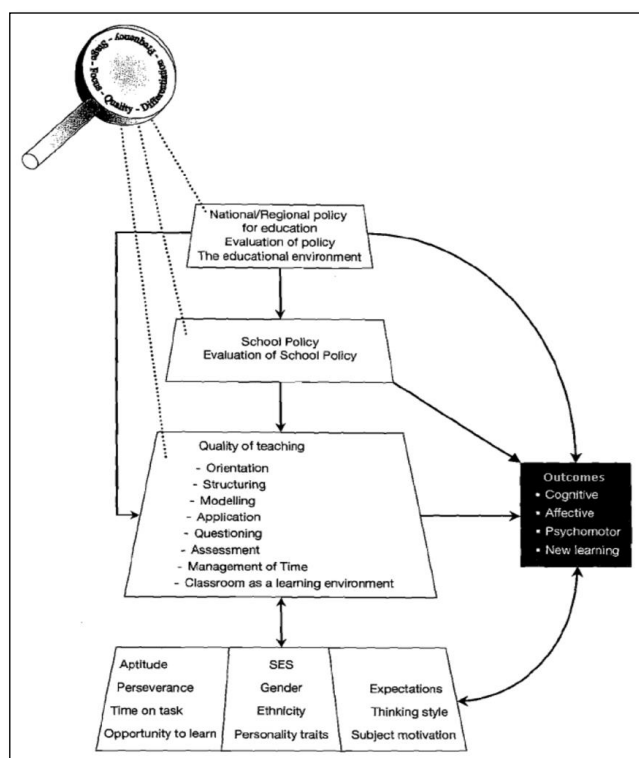 Frequency - Stage - Focus - Quality - Differentiation -
National/Regional policy
for education
Evaluation of policy
The educational environment
School Policy
Evaluation of School Policy
Quality of teaching
- Orientation
- Structuring
- Modelling
- Application
- Questioning
- Assessment
- Management of Time
- Classroom as a learning environment
Outcomes
• Cognitive
• Affective
• Psychomotor
• New learning
Aptitude
Perseverance
Time on task
Opportunity to learn
SES
Gender
Ethnicity
Personality traits
Expectations
Thinking style
Subject motivation